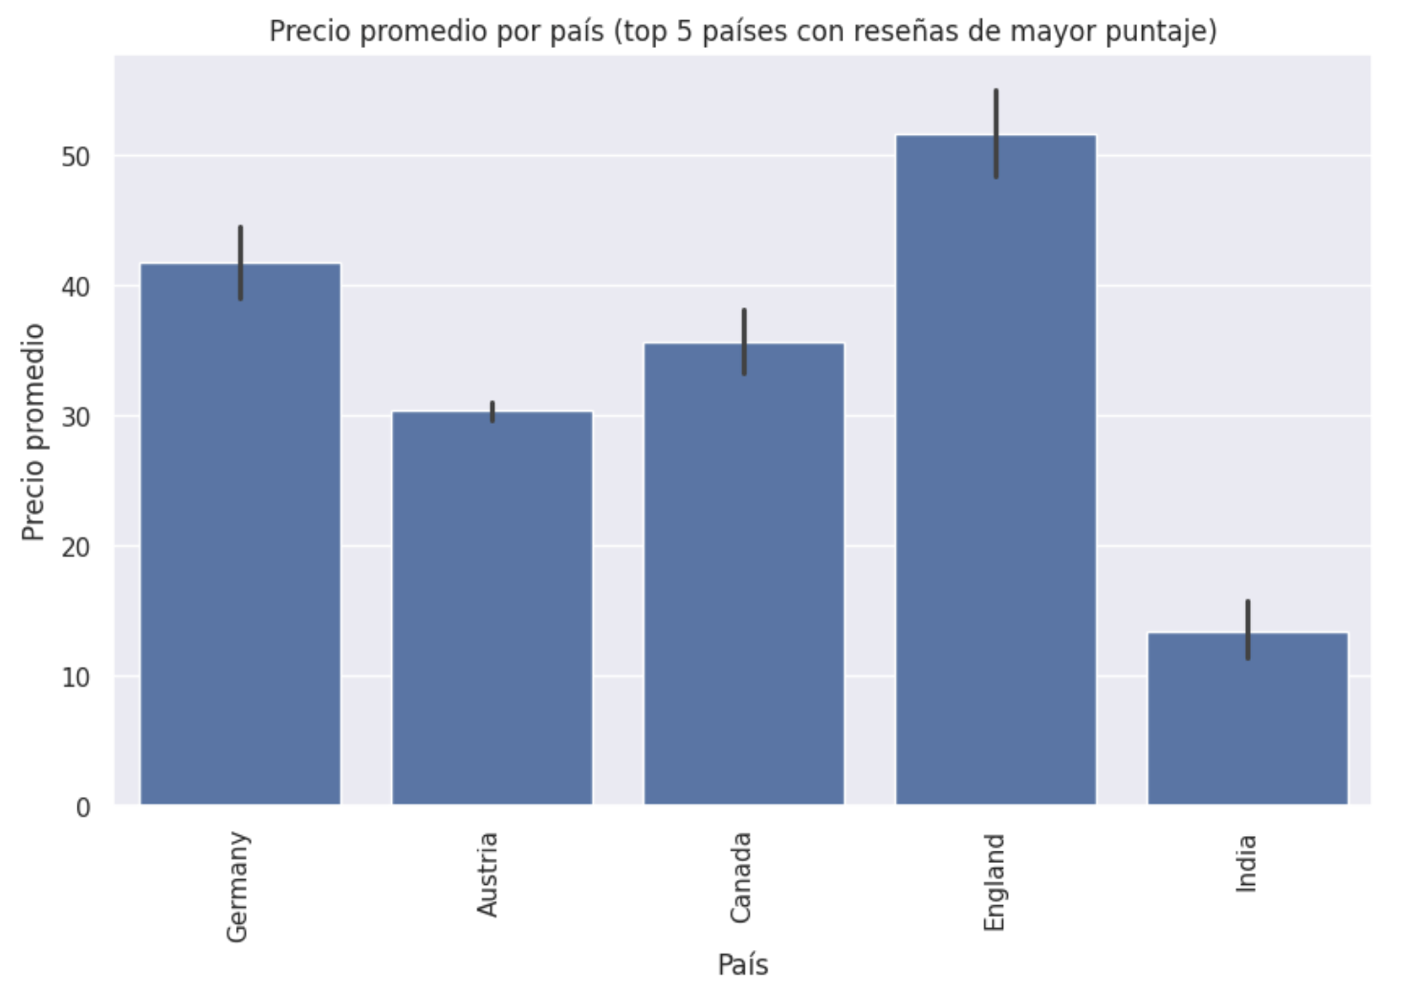 Precio promedio por país (top 5 países con reseñas de mayor puntaje)
Precio promedio
50
40
30
20
10
0
Germany
Austria
Canada
England
India
País